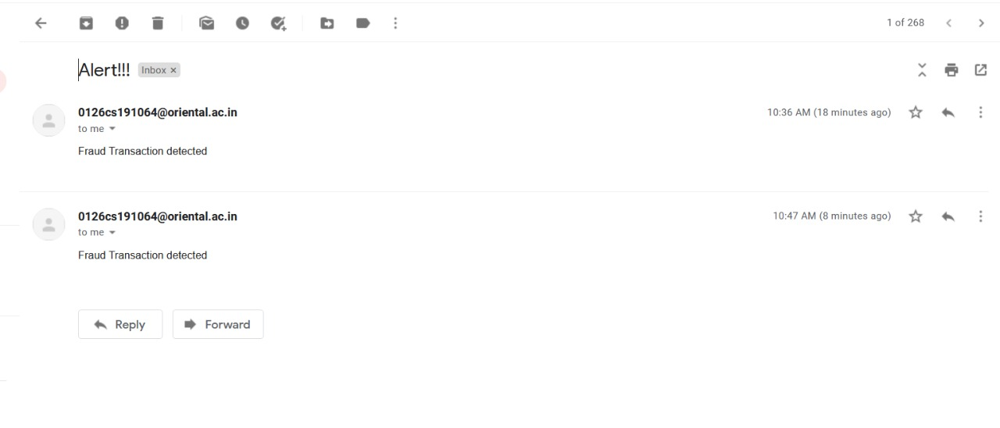 1 of 268
Alert!!! Inbox ×
0126cs191064@oriental.ac.in 10:36 AM (18 minutes ago)
to me
Fraud Transaction detected
0126cs191064@oriental.ac.in 10:47 AM (8 minutes ago)
to me
Fraud Transaction detected
Reply Forward